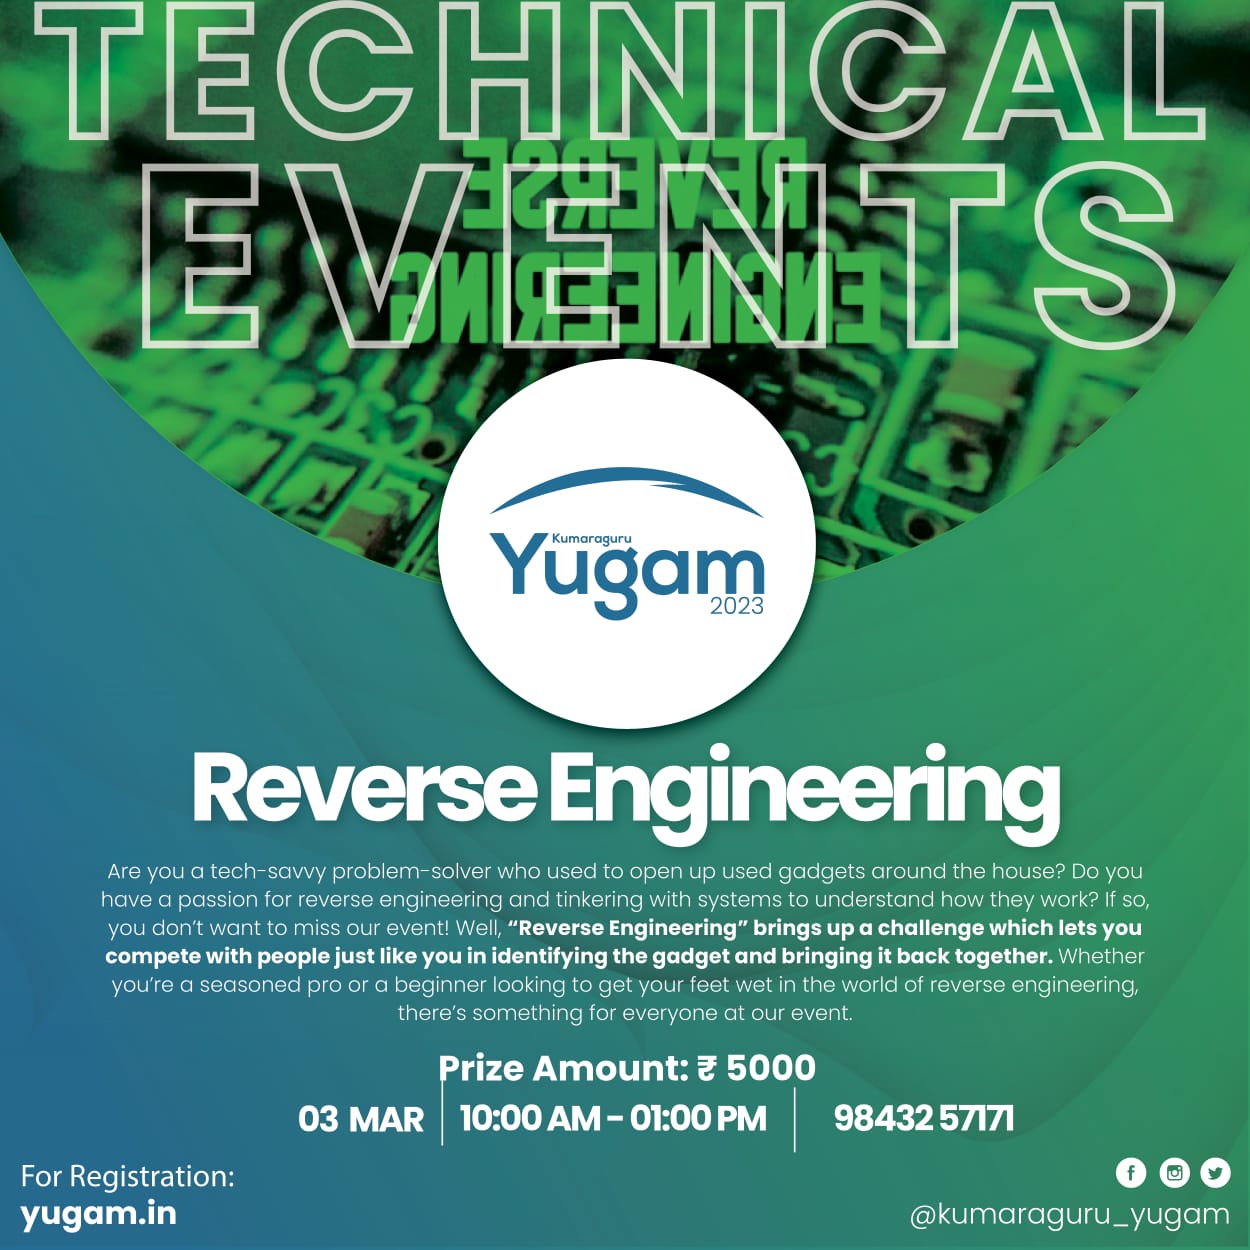 TECHNICAL
REVERSE
EVENTS
ENGINEERING
Kumaraguru
Yugam
2023
Reverse Engineering
Are you a tech-savvy problem-solver who used to open up used gadgets around the house? Do you
have a passion for reverse engineering and tinkering with systems to understand how they work? If so,
you don't want to miss our event! Well, “Reverse Engineering” brings up a challenge which lets you
compete with people just like you in identifying the gadget and bringing it back together. Whether
you're a seasoned pro or a beginner looking to get your feet wet in the world of reverse engineering,
there's something for everyone at our event.
Prize Amount: ₹ 5000
03 MAR 10:00 AM - 01:00 PM 98432 57171
For Registration:
yugam.in
@kumaraguru_yugam